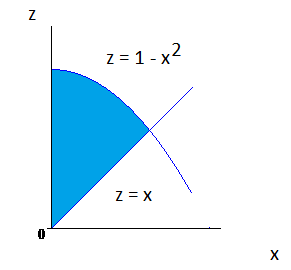 z
z = 1 - x²
z = x
0
x